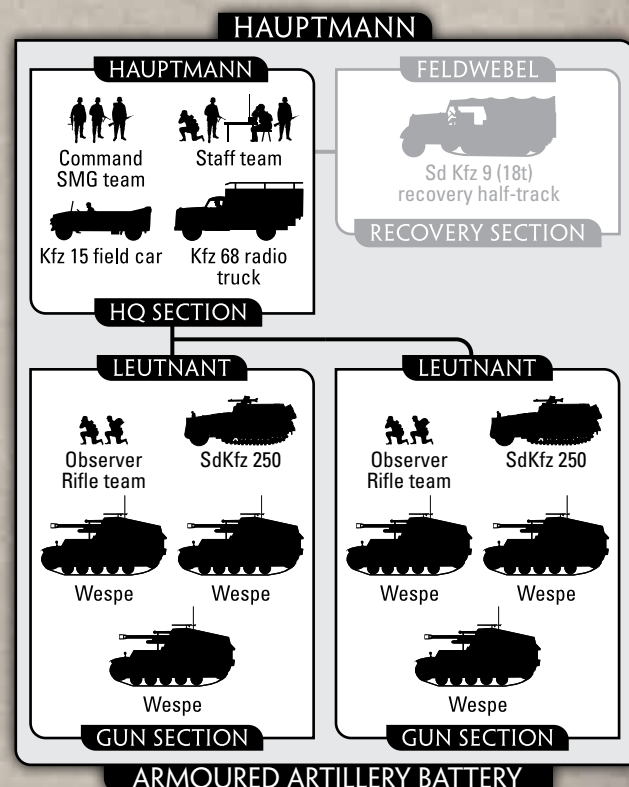 HAUPTMANN
HAUPTMANN
Command
SMG team
Staff team
Kfz 15 field car
Kfz 68 radio
truck
HQ SECTION
FELDWEBEL
Sd Kfz 9 (18t)
recovery half-track
RECOVERY SECTION
LEUTNANT
Observer
Rifle team
SdKfz 250
Wespe
Wespe
Wespe
GUN SECTION
LEUTNANT
Observer
Rifle team
SdKfz 250
Wespe
Wespe
Wespe
GUN SECTION
ARMOURED ARTILLERY BATTERY